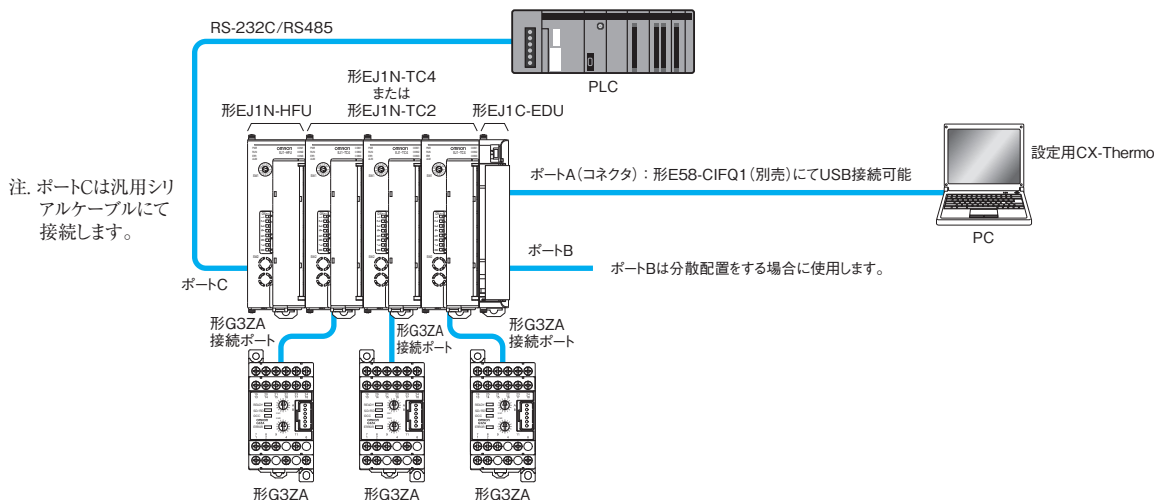 RS-232C/RS485
PLC
形EJ1N-TC4
または
形EJ1N-HFU
形EJ1N-TC2
形EJ1C-EDU
OMRON
OMRON
OMRON
OMRON
注. ポートCは汎用シリ
アルケーブルにて
接続します。
ポートA(コネクタ):形E58-CIFQ1(別売)にてUSB接続可能
設定用CX-Thermo
PC
ポートB
ポートBは分散配置をする場合に使用します。
ポートC
形G3ZA
接続ポート
形G3ZA
接続ポート
形G3ZA
接続ポート
形G3ZA
形G3ZA
形G3ZA